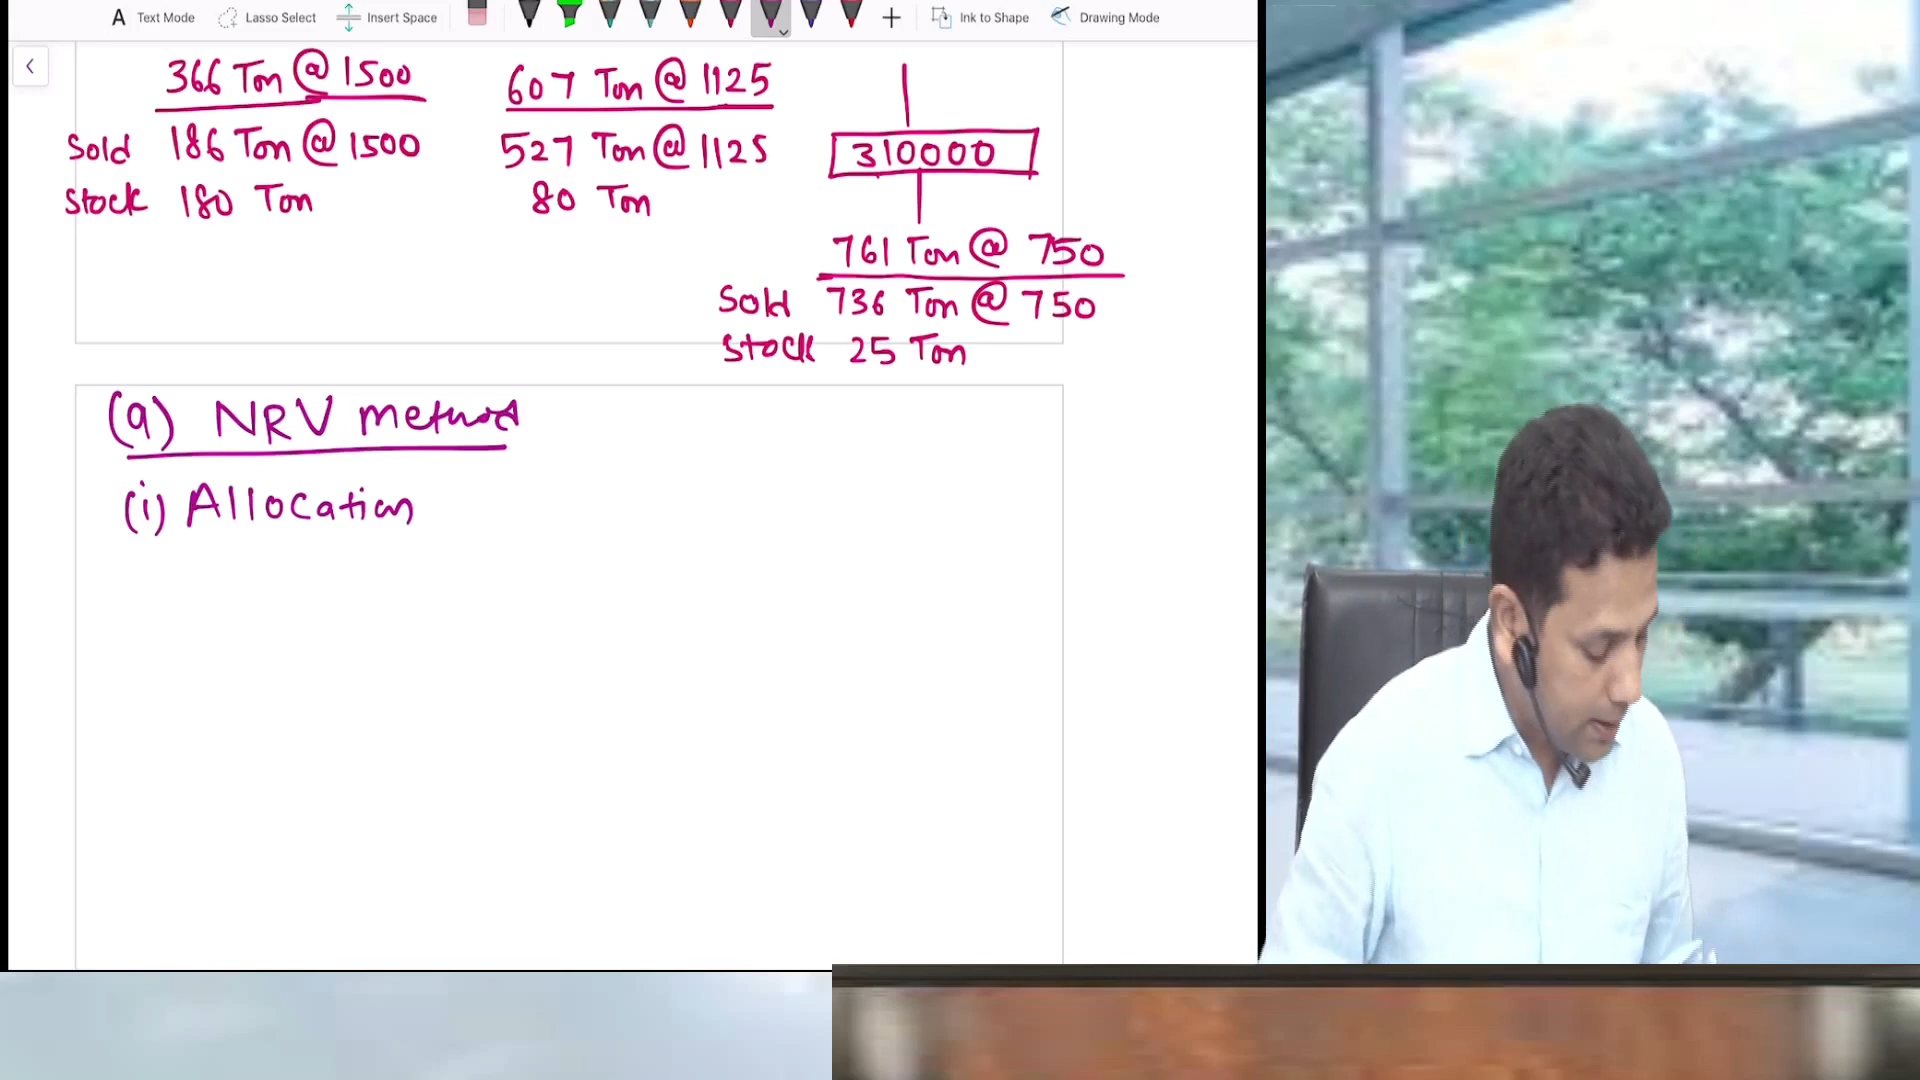 Text Mode Lasso Select Insert Space Ink to Shape Drawing Mode
366 Ton @ 1500 607 Ton @ 1125
Sold 186 Ton @ 1500 527 Ton @ 1125
Stock 180 Ton 80 Ton
310000
761 Ton @ 750
Sold 736 Ton @ 750
Stock 25 Ton
(a) NRV method
(i) Allocation